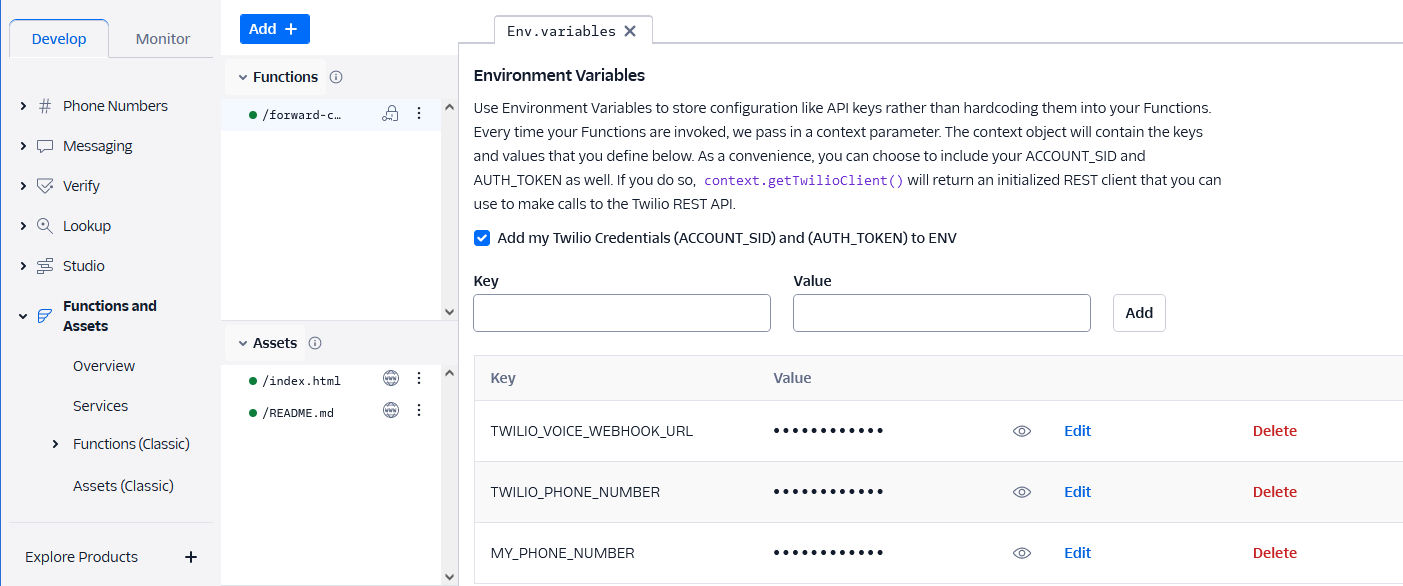 Develop
Monitor
Phone Numbers
Messaging
Verify
Lookup
Studio
Functions and
Assets
Overview
Services
Functions (Classic)
Assets (Classic)
Explore Products
Add
Functions
/forward-c…
Assets
/index.html
/README.md
Env.variables
Environment Variables
Use Environment Variables to store configuration like API keys rather than hardcoding them into your Functions.
Every time your Functions are invoked, we pass in a context parameter. The context object will contain the keys
and values that you define below. As a convenience, you can choose to include your ACCOUNT_SID and
AUTH_TOKEN as well. If you do so, context.getTwilioClient() will return an initialized REST client that you can
use to make calls to the Twilio REST API.
Add my Twilio Credentials (ACCOUNT_SID) and (AUTH_TOKEN) to ENV
Key Value
Add
Key Value
TWILIO_VOICE_WEBHOOK_URL •••••••••••• Edit Delete
TWILIO_PHONE_NUMBER •••••••••••• Edit Delete
MY_PHONE_NUMBER •••••••••••• Edit Delete